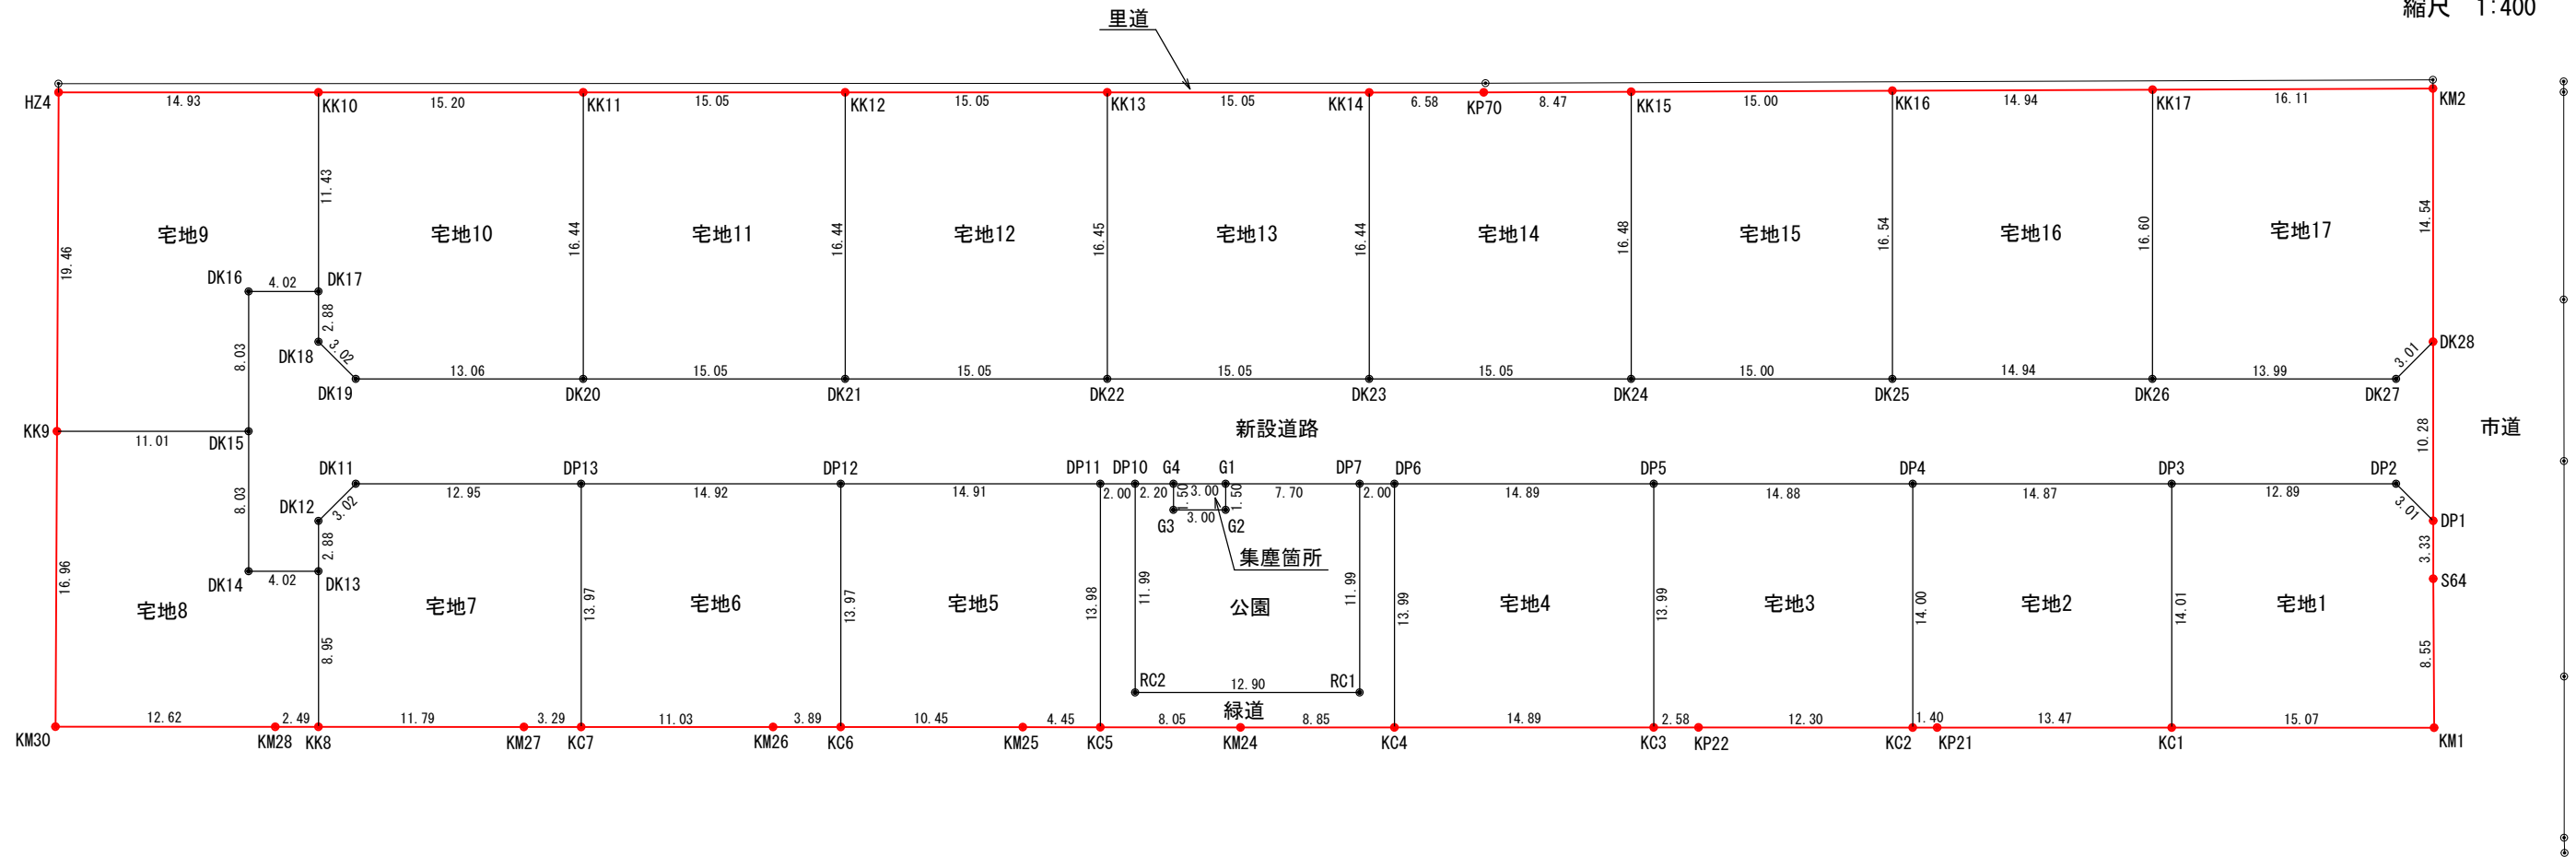 縮尺 1:400
里道
HZ4
14.93
KK10
15.20
KK11
15.05
KK12
15.05
KK13
15.05
KK14
6.58
KP70
8.47
KK15
15.00
KK16
14.94
KK17
16.11
KM2
11.43
16.44
16.44
16.45
16.44
16.48
16.54
16.60
14.54
19.46
宅地9
宅地10
宅地11
宅地12
宅地13
宅地14
宅地15
宅地16
宅地17
DK16
4.02
DK17
2.88
DK18
3.02
DK19
8.03
13.06
DK20
15.05
DK21
15.05
DK22
15.05
DK23
15.05
DK24
15.00
DK25
14.94
DK26
13.99
DK27
3.01
DK28
KK9
11.01
DK15
新設道路
10.28
市道
DK11
DK12
3.02
12.95
DP13
14.92
DP12
14.91
DP11
2.00
DP10
2.20
G4
3.00
G1
7.70
DP7
2.00
DP6
14.89
DP5
14.88
DP4
14.87
DP3
12.89
DP2
3.01
DP1
1.50
1.50
G3
3.00
G2
集塵箇所
8.03
2.88
DK14
4.02
DK13
3.33
S64
16.96
宅地8
宅地7
宅地6
宅地5
公園
宅地4
宅地3
宅地2
宅地1
8.95
13.97
13.97
13.98
11.99
11.99
13.99
13.99
14.00
14.01
8.55
RC2
12.90
RC1
緑道
KM30
12.62
KM28
2.49
KK8
11.79
KM27
3.29
KC7
11.03
KM26
3.89
KC6
10.45
KM25
4.45
KC5
8.05
KM24
8.85
KC4
14.89
KC3
2.58
KP22
12.30
KC2
1.40
KP21
13.47
KC1
15.07
KM1